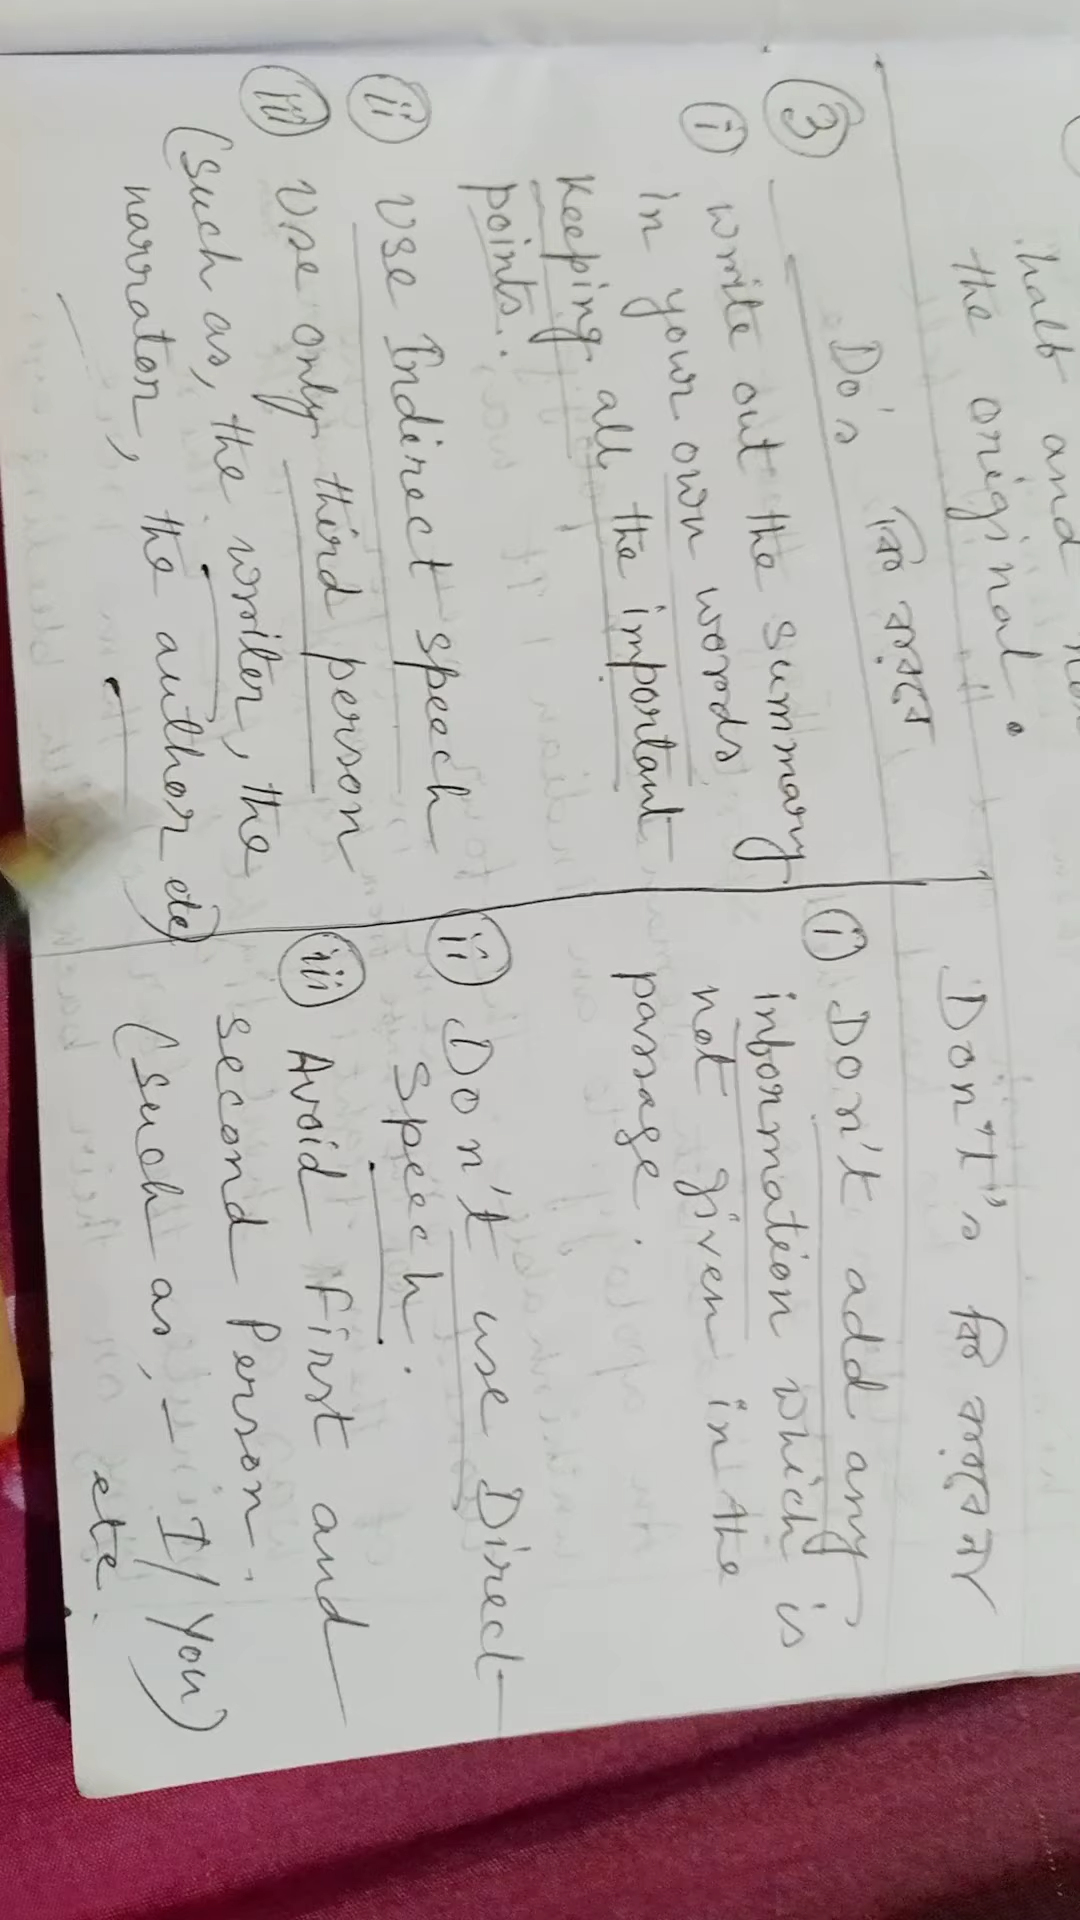 half and
the original.
③ Do's কি করবে
Don't's কি করবে না
ⓘ write out the summary
in your own words
keeping all the important
points.
ⓘⓘ Use Indirect speech
ⓘⓘⓘ Use only third person
(such as, the writer, the
narrator, the author etc)
ⓘ Don't add any
information which is
not given in the
passage.
ⓘⓘ Don't use Direct
Speech.
ⓘⓘⓘ Avoid First and
Second Person.
(Such as, - I/You)
etc.